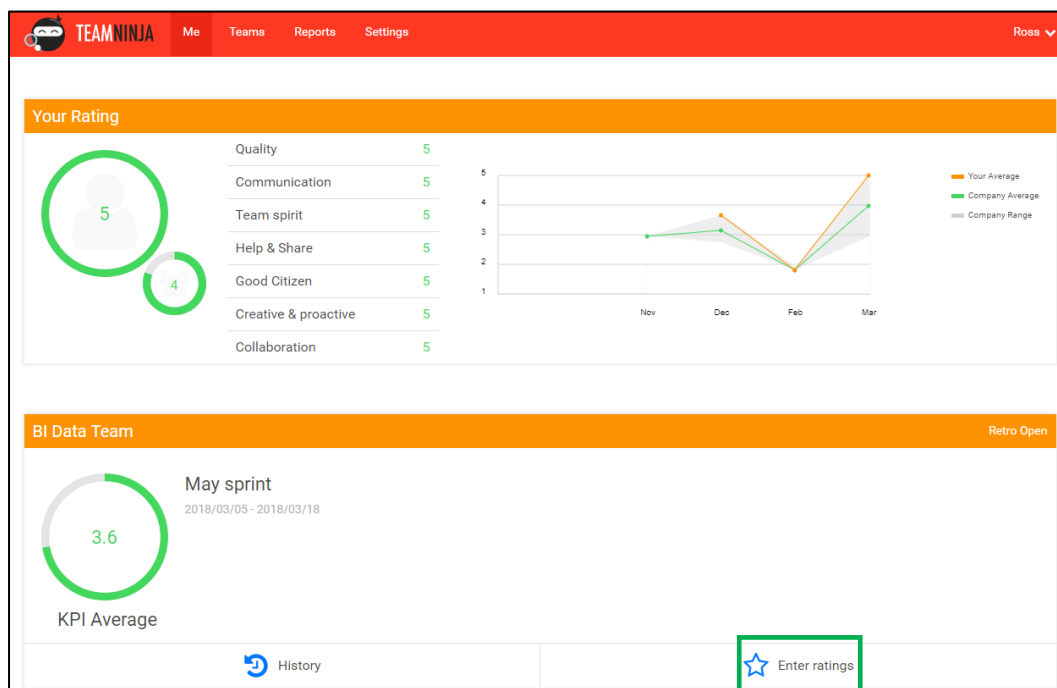 TEAMNINJA Me Teams Reports Settings Ross
Your Rating
5
4
Quality 5
Communication 5
Team spirit 5
Help & Share 5
Good Citizen 5
Creative & proactive 5
Collaboration 5
5
4
3
2
1
Nov Dec Feb Mar
Your Average
Company Average
Company Range
BI Data Team Retro Open
3.6
KPI Average
May sprint
2018/03/05 - 2018/03/18
History Enter ratings